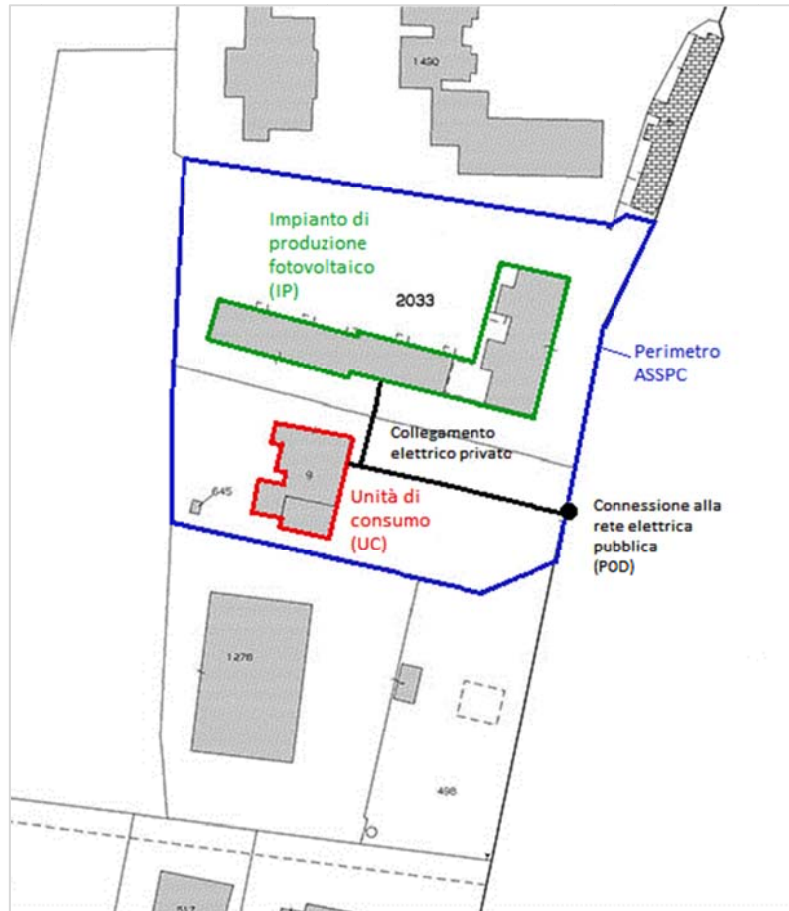 1490
Impianto di
produzione
fotovoltaico
(IP)
2033
Perimetro
ASSPC
Collegamento
elettrico privato
9
645
Unità di
consumo
(UC)
Connessione alla
rete elettrica
pubblica
(POD)
1276
498
517